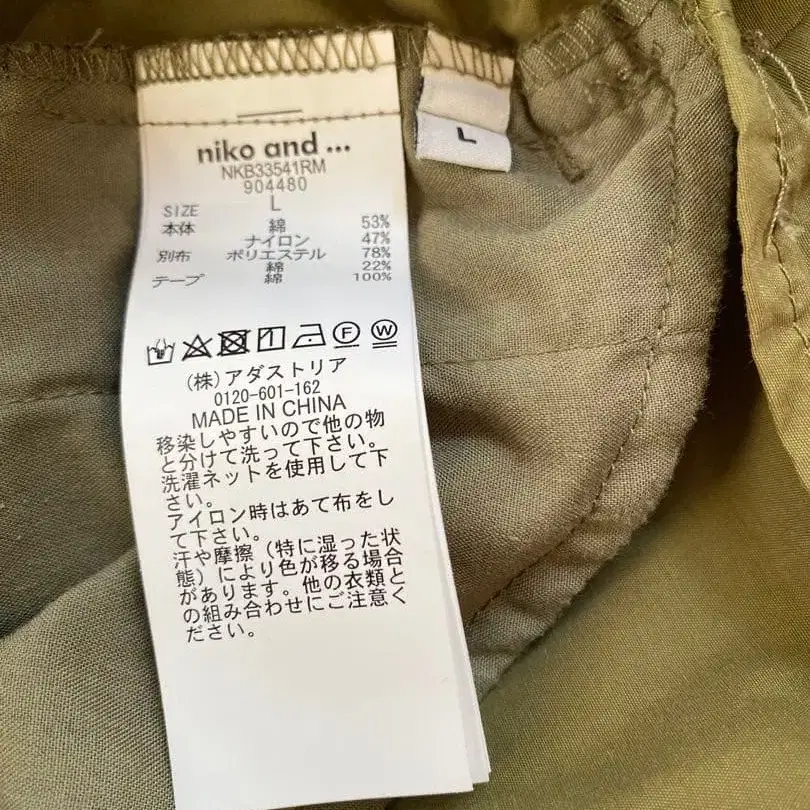 niko and ...
NKB33541RM
904480
SIZE L
本体 綿 53%
ナイロン 47%
別布 ポリエステル 78%
綿 22%
テープ 綿 100%
F W
(株)アダストリア
0120-601-162
MADE IN CHINA
移染しやすいので他の物
と分けて洗って下さい。
洗濯ネットを使用して下
さい。
アイロン時はあて布をし
て下さい。
汗や摩擦(特に湿った状
態)により色が移る場合
があります。他の衣類と
の組み合わせにご注意く
ださい。
L